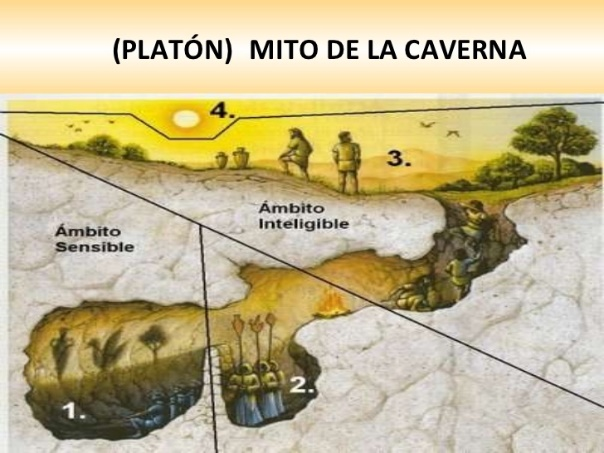 (PLATÓN) MITO DE LA CAVERNA
4.
3.
Ámbito
Inteligible
Ámbito
Sensible
2.
1.